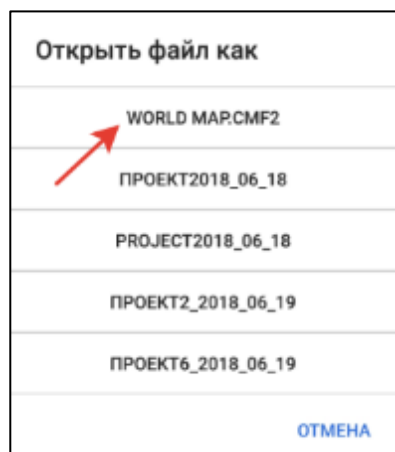 Открыть файл как
WORLD MAP.CMF2
ПРОЕКТ2018_06_18
PROJECT2018_06_18
ПРОЕКТ2_2018_06_19
ПРОЕКТ6_2018_06_19
ОТМЕНА